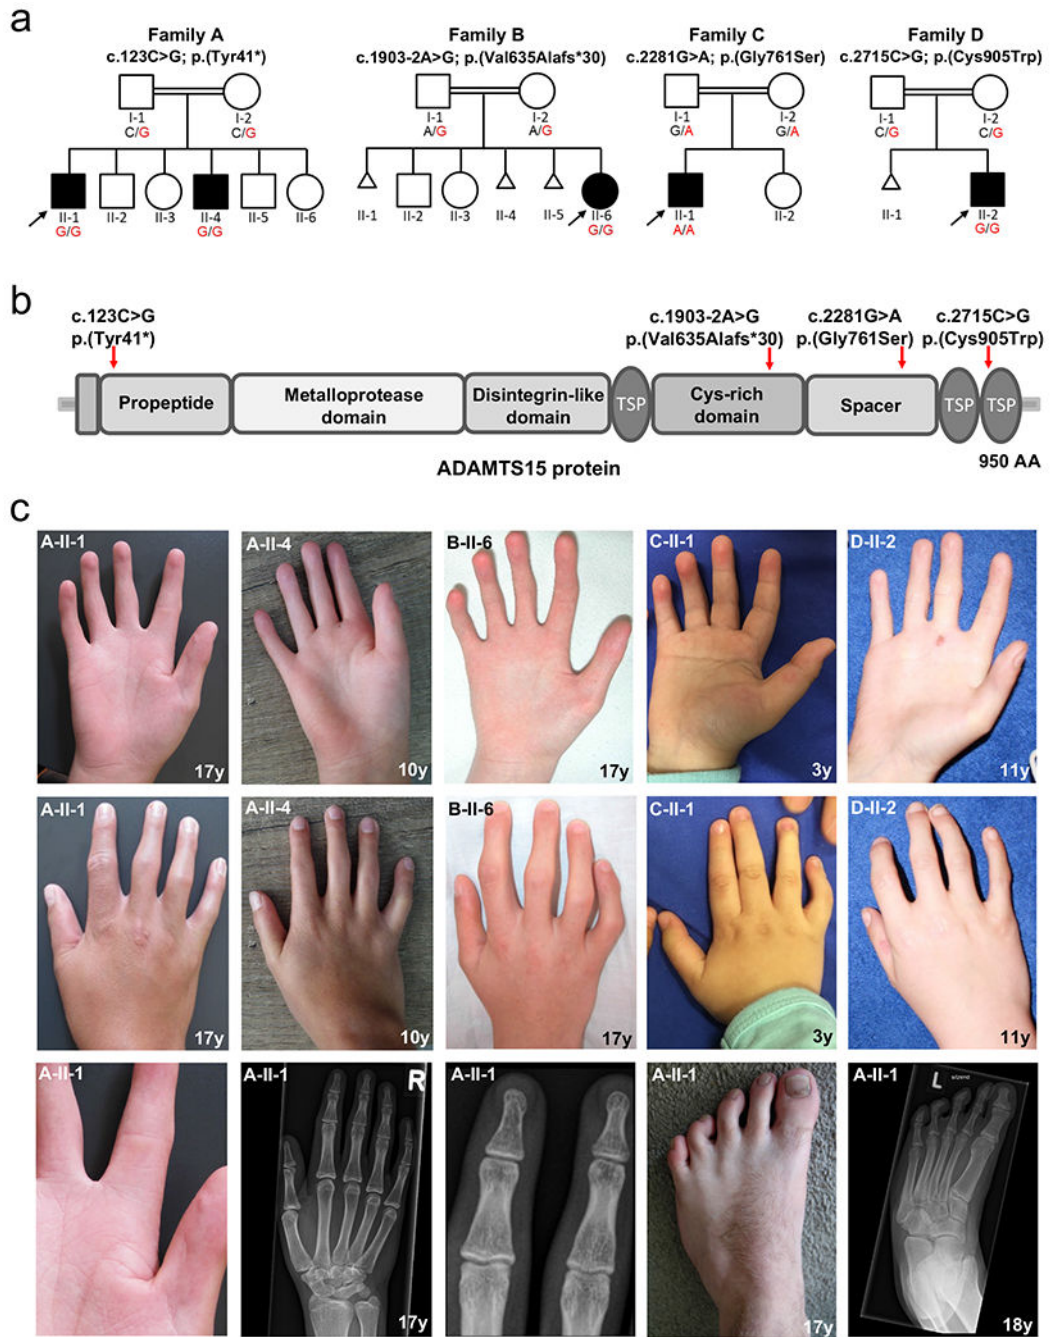 a
Family A
c.123C>G; p.(Tyr41*)
I-1
C/G
I-2
C/G
II-1
G/G
II-2
II-3
II-4
G/G
II-5
II-6
Family B
c.1903-2A>G; p.(Val635Alafs*30)
I-1
A/G
I-2
A/G
II-1
II-2
II-3
II-4
II-5
II-6
G/G
Family C
c.2281G>A; p.(Gly761Ser)
I-1
G/A
I-2
G/A
II-1
A/A
II-2
Family D
c.2715C>G; p.(Cys905Trp)
I-1
C/G
I-2
C/G
II-1
II-2
G/G
b
c.123C>G
p.(Tyr41*)
c.1903-2A>G
p.(Val635Alafs*30)
c.2281G>A
p.(Gly761Ser)
c.2715C>G
p.(Cys905Trp)
Propeptide
Metalloprotease
domain
Disintegrin-like
domain
TSP
Cys-rich
domain
Spacer
TSP
TSP
ADAMTS15 protein
950 AA
c
A-II-1
17y
A-II-4
10y
B-II-6
17y
C-II-1
3y
D-II-2
11y
A-II-1
17y
A-II-4
10y
B-II-6
17y
C-II-1
3y
D-II-2
11y
A-II-1
A-II-1
R
17y
A-II-1
A-II-1
17y
A-II-1
L
18y